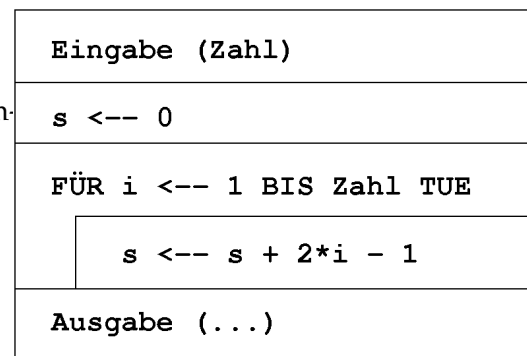 Eingabe (Zahl)
s <-- 0
FÜR i <-- 1 BIS Zahl TUE
s <-- s + 2*i - 1
Ausgabe (...)